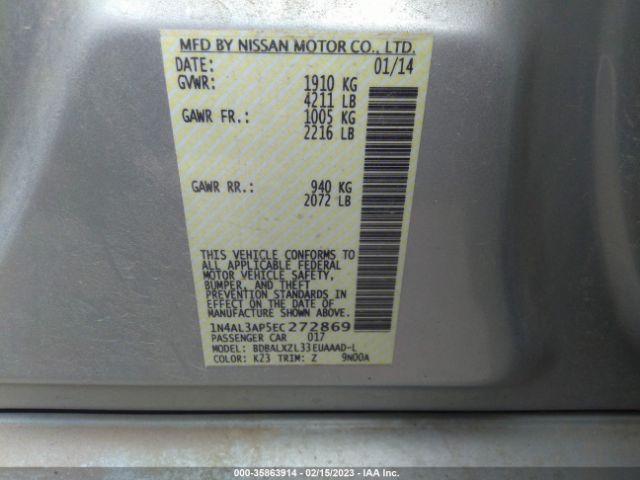 MFD BY NISSAN MOTOR CO., LTD.
DATE: 01/14
GVWR: 1910 KG
4211 LB
GAWR FR.: 1005 KG
2216 LB
GAWR RR.: 940 KG
2072 LB
THIS VEHICLE CONFORMS TO
ALL APPLICABLE FEDERAL
MOTOR VEHICLE SAFETY,
BUMPER, AND THEFT
PREVENTION STANDARDS IN
EFFECT ON THE DATE OF
MANUFACTURE SHOWN ABOVE.
1N4AL3AP5EC272869
PASSENGER CAR 017
MODEL: BDBALXZL33EUAAAD-L
COLOR: K23 TRIM: Z 9N00A
000-35863914 - 02/15/2023 - IAA Inc.